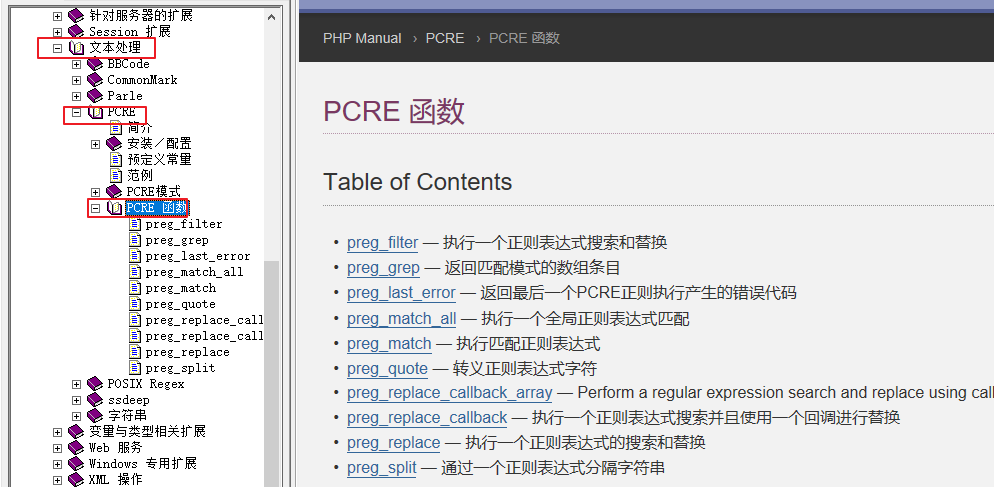 针对服务器的扩展
Session 扩展
文本处理
BBCode
CommonMark
Parle
PCRE
简介
安装／配置
预定义常量
范例
PCRE模式
PCRE 函数
preg_filter
preg_grep
preg_last_error
preg_match_all
preg_match
preg_quote
preg_replace_call
preg_replace_call
preg_replace
preg_split
POSIX Regex
ssdeep
字符串
变量与类型相关扩展
Web 服务
Windows 专用扩展
XML 操作
PHP Manual › PCRE › PCRE 函数
PCRE 函数
Table of Contents
• preg_filter — 执行一个正则表达式搜索和替换
• preg_grep — 返回匹配模式的数组条目
• preg_last_error — 返回最后一个PCRE正则执行产生的错误代码
• preg_match_all — 执行一个全局正则表达式匹配
• preg_match — 执行匹配正则表达式
• preg_quote — 转义正则表达式字符
• preg_replace_callback_array — Perform a regular expression search and replace using call
• preg_replace_callback — 执行一个正则表达式搜索并且使用一个回调进行替换
• preg_replace — 执行一个正则表达式的搜索和替换
• preg_split — 通过一个正则表达式分隔字符串